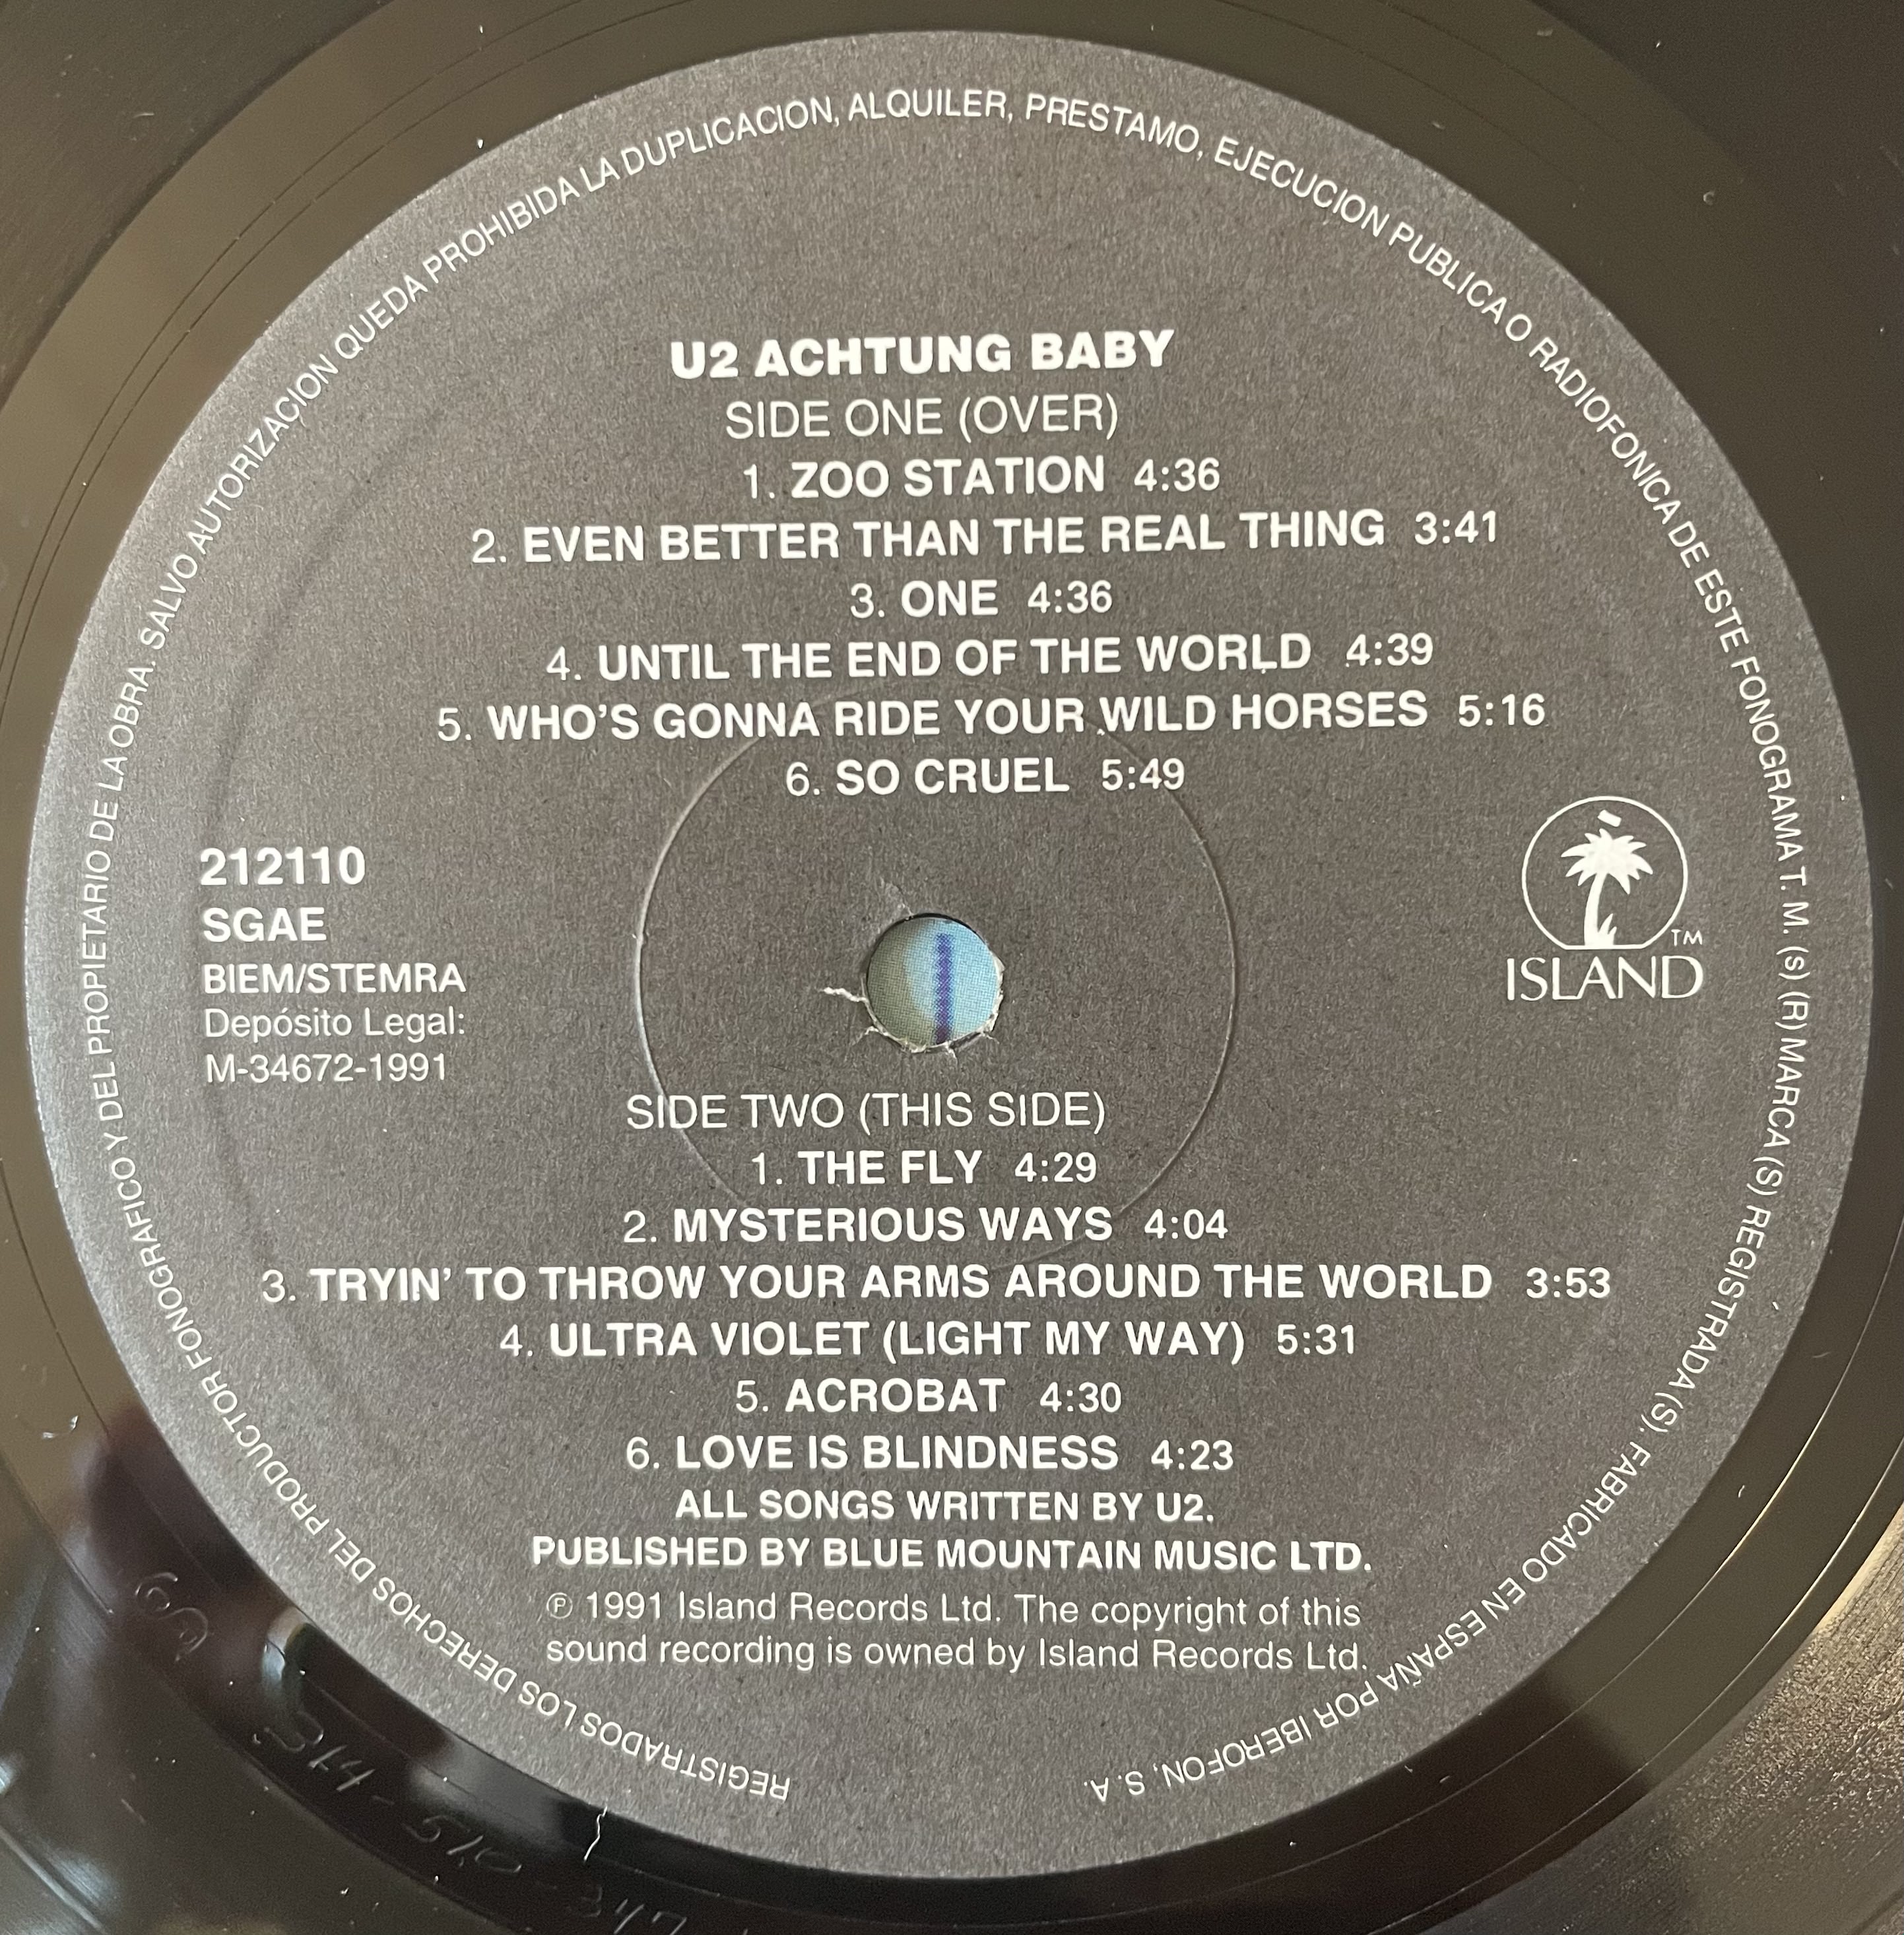 REGISTRADOS LOS DERECHOS DEL PRODUCTOR FONOGRAFICO Y DEL PROPIETARIO DE LA OBRA. SALVO AUTORIZACION QUEDA PROHIBIDA LA DUPLICACION, ALQUILER, PRESTAMO, EJECUCION PUBLICA O RADIOFONICA DE ESTE FONOGRAMA T. M. (s) (R) MARCA (S) REGISTRADA (S). FABRICADO EN ESPAÑA POR IBEROFON, S. A.
U2 ACHTUNG BABY
SIDE ONE (OVER)
1. ZOO STATION 4:36
2. EVEN BETTER THAN THE REAL THING 3:41
3. ONE 4:36
4. UNTIL THE END OF THE WORLD 4:39
5. WHO'S GONNA RIDE YOUR WILD HORSES 5:16
6. SO CRUEL 5:49
212110
SGAE
BIEM/STEMRA
Depósito Legal:
M-34672-1991
TM
ISLAND
SIDE TWO (THIS SIDE)
1. THE FLY 4:29
2. MYSTERIOUS WAYS 4:04
3. TRYIN' TO THROW YOUR ARMS AROUND THE WORLD 3:53
4. ULTRA VIOLET (LIGHT MY WAY) 5:31
5. ACROBAT 4:30
6. LOVE IS BLINDNESS 4:23
ALL SONGS WRITTEN BY U2.
PUBLISHED BY BLUE MOUNTAIN MUSIC LTD.
℗ 1991 Island Records Ltd. The copyright of this
sound recording is owned by Island Records Ltd.